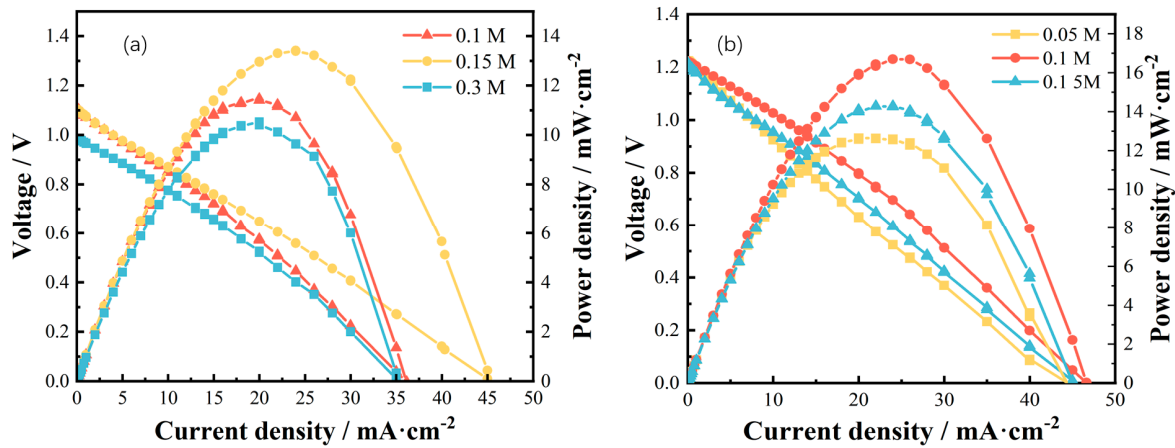 (a)
0.1 M
0.15 M
0.3 M
Voltage / V
1.4
1.2
1.0
0.8
0.6
0.4
0.2
0.0
0 5 10 15 20 25 30 35 40 45 50
Current density / mA·cm-2
14
12
10
8
6
4
2
0
Power density / mW·cm-2
(b)
0.05 M
0.1 M
0.1 5M
Voltage / V
1.4
1.2
1.0
0.8
0.6
0.4
0.2
0.0
0 10 20 30 40 50
Current density / mA·cm-2
18
16
14
12
10
8
6
4
2
0
Power density / mW·cm-2